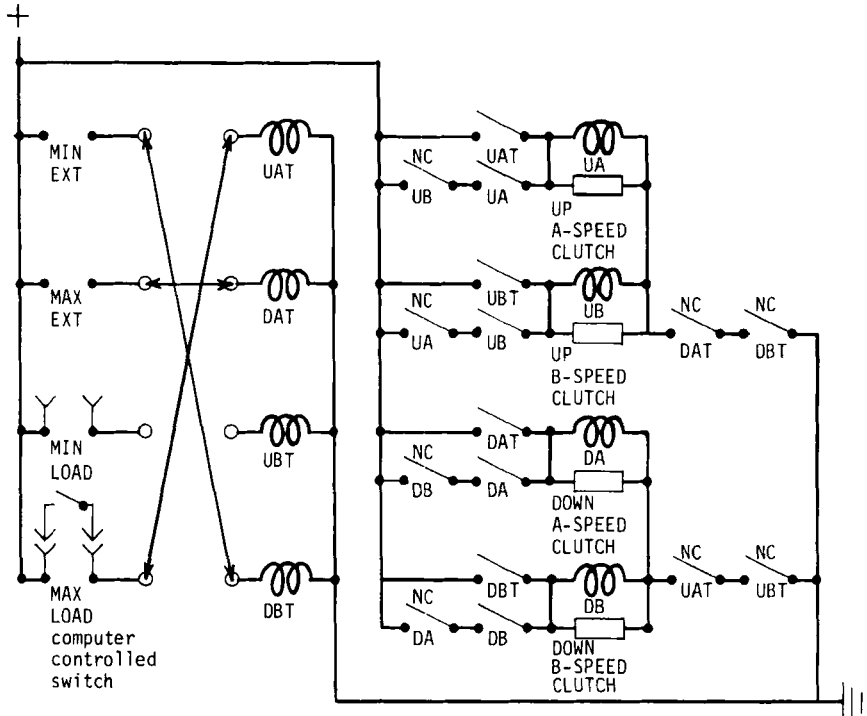 +
MIN
EXT
UAT
NC
UB
UA
UAT
UA
UP
A-SPEED
CLUTCH
MAX
EXT
DAT
NC
UA
UB
UBT
UB
UP
B-SPEED
CLUTCH
NC
DAT
NC
DBT
MIN
LOAD
UBT
NC
DB
DA
DAT
DA
DOWN
A-SPEED
CLUTCH
MAX
LOAD
computer
controlled
switch
DBT
NC
DA
DB
DBT
DB
DOWN
B-SPEED
CLUTCH
NC
UAT
NC
UBT